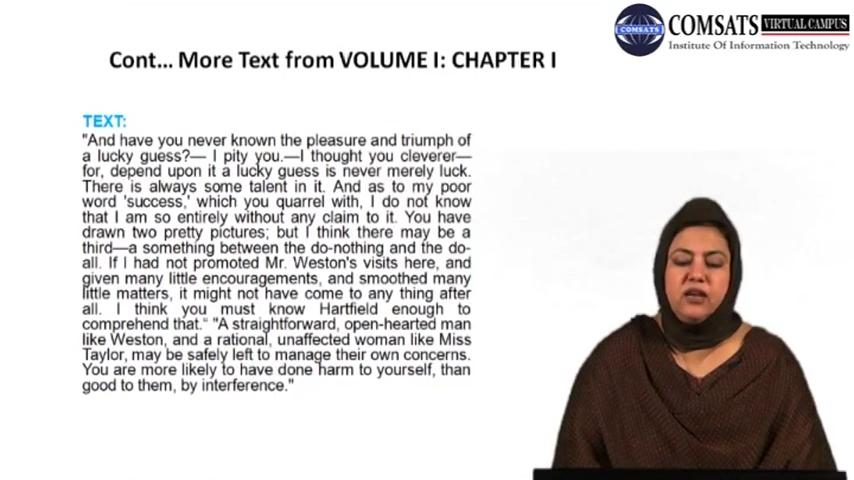 COMSATS VIRTUAL CAMPUS
COMSATS
Institute Of Information Technology
Cont... More Text from VOLUME I: CHAPTER I
TEXT:
"And have you never known the pleasure and triumph of
a lucky guess?— I pity you.—I thought you cleverer—
for, depend upon it a lucky guess is never merely luck.
There is always some talent in it. And as to my poor
word 'success,' which you quarrel with, I do not know
that I am so entirely without any claim to it. You have
drawn two pretty pictures; but I think there may be a
third—a something between the do-nothing and the do-
all. If I had not promoted Mr. Weston's visits here, and
given many little encouragements, and smoothed many
little matters, it might not have come to any thing after
all. I think you must know Hartfield enough to
comprehend that." "A straightforward, open-hearted man
like Weston, and a rational, unaffected woman like Miss
Taylor, may be safely left to manage their own concerns.
You are more likely to have done harm to yourself, than
good to them, by interference."